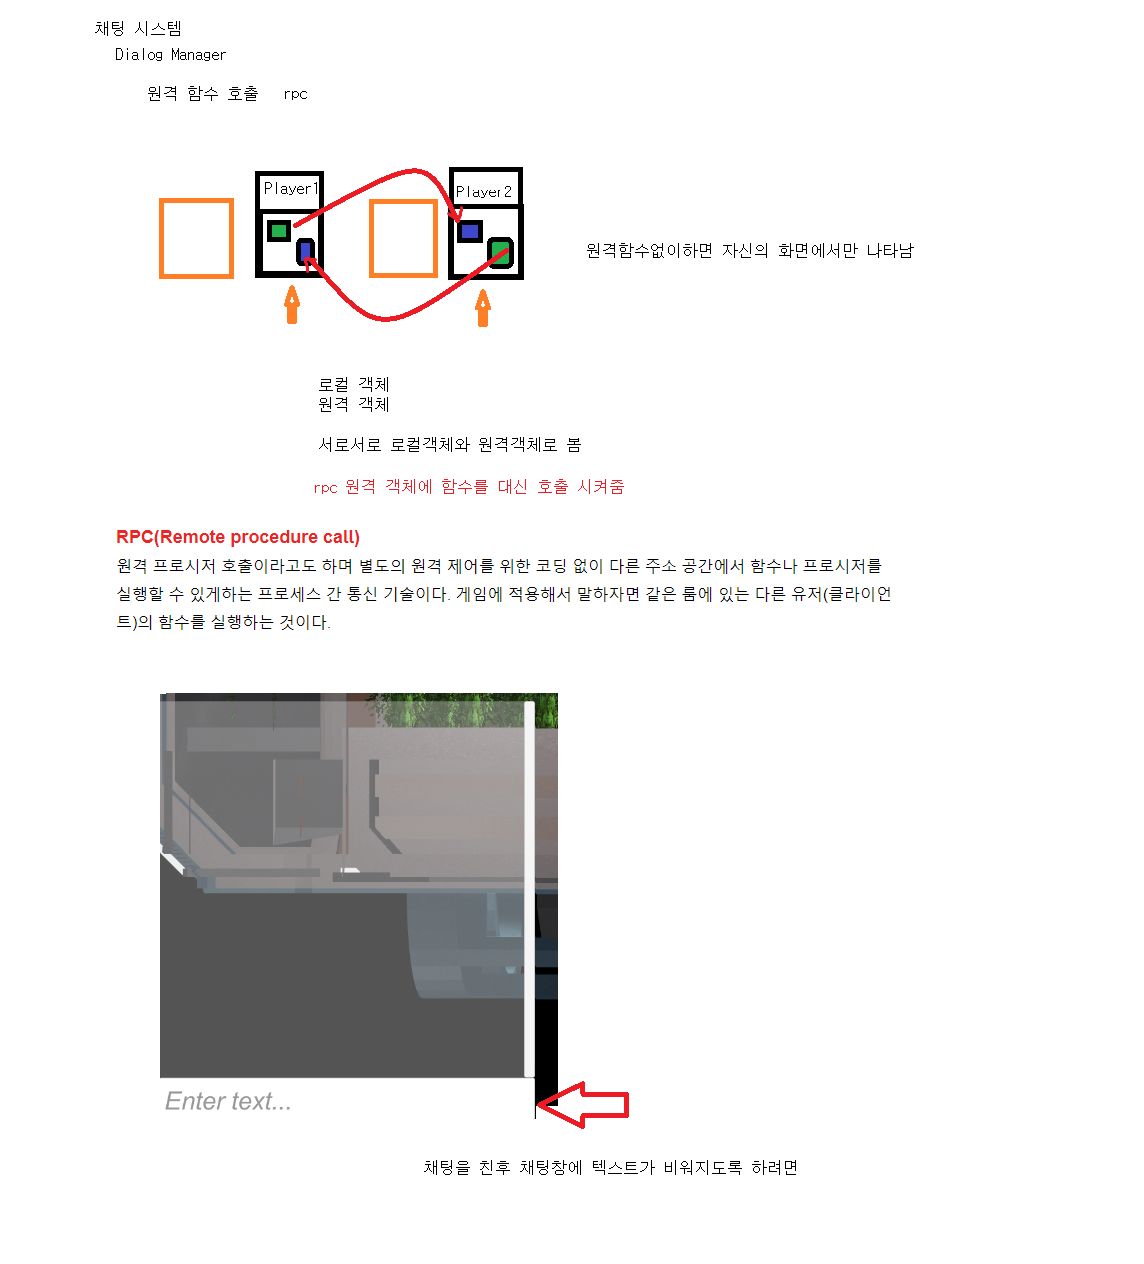 채팅 시스템
Dialog Manager
원격 함수 호출 rpc
Player1
Player2
원격함수없이하면 자신의 화면에서만 나타남
로컬 객체
원격 객체
서로서로 로컬객체와 원격객체로 봄
rpc 원격 객체에 함수를 대신 호출 시켜줌
RPC(Remote procedure call)
원격 프로시저 호출이라고도 하며 별도의 원격 제어를 위한 코딩 없이 다른 주소 공간에서 함수나 프로시저를
실행할 수 있게하는 프로세스 간 통신 기술이다. 게임에 적용해서 말하자면 같은 룸에 있는 다른 유저(클라이언
트)의 함수를 실행하는 것이다.
Enter text...
채팅을 친후 채팅창에 텍스트가 비워지도록 하려면